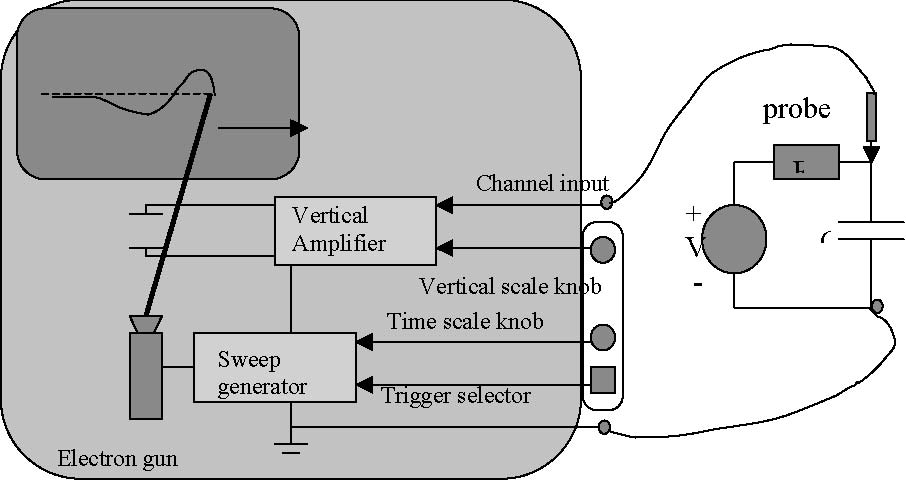 probe
Channel input
Vertical
Amplifier
+
V
-
Vertical scale knob
Time scale knob
Sweep
generator
Trigger selector
Electron gun